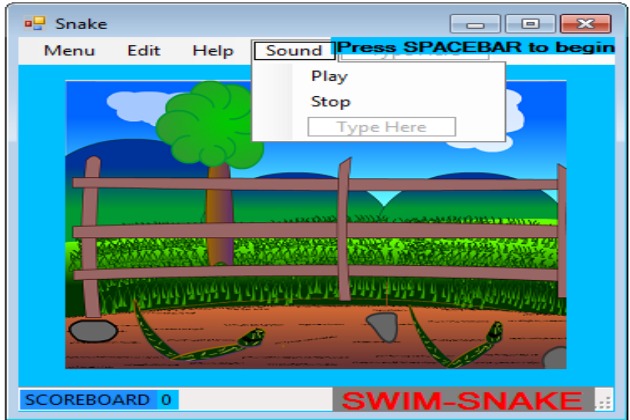 Snake
Menu Edit Help Sound Press SPACEBAR to begin
Play
Stop
Type Here
SCOREBOARD 0 SWIM-SNAKE